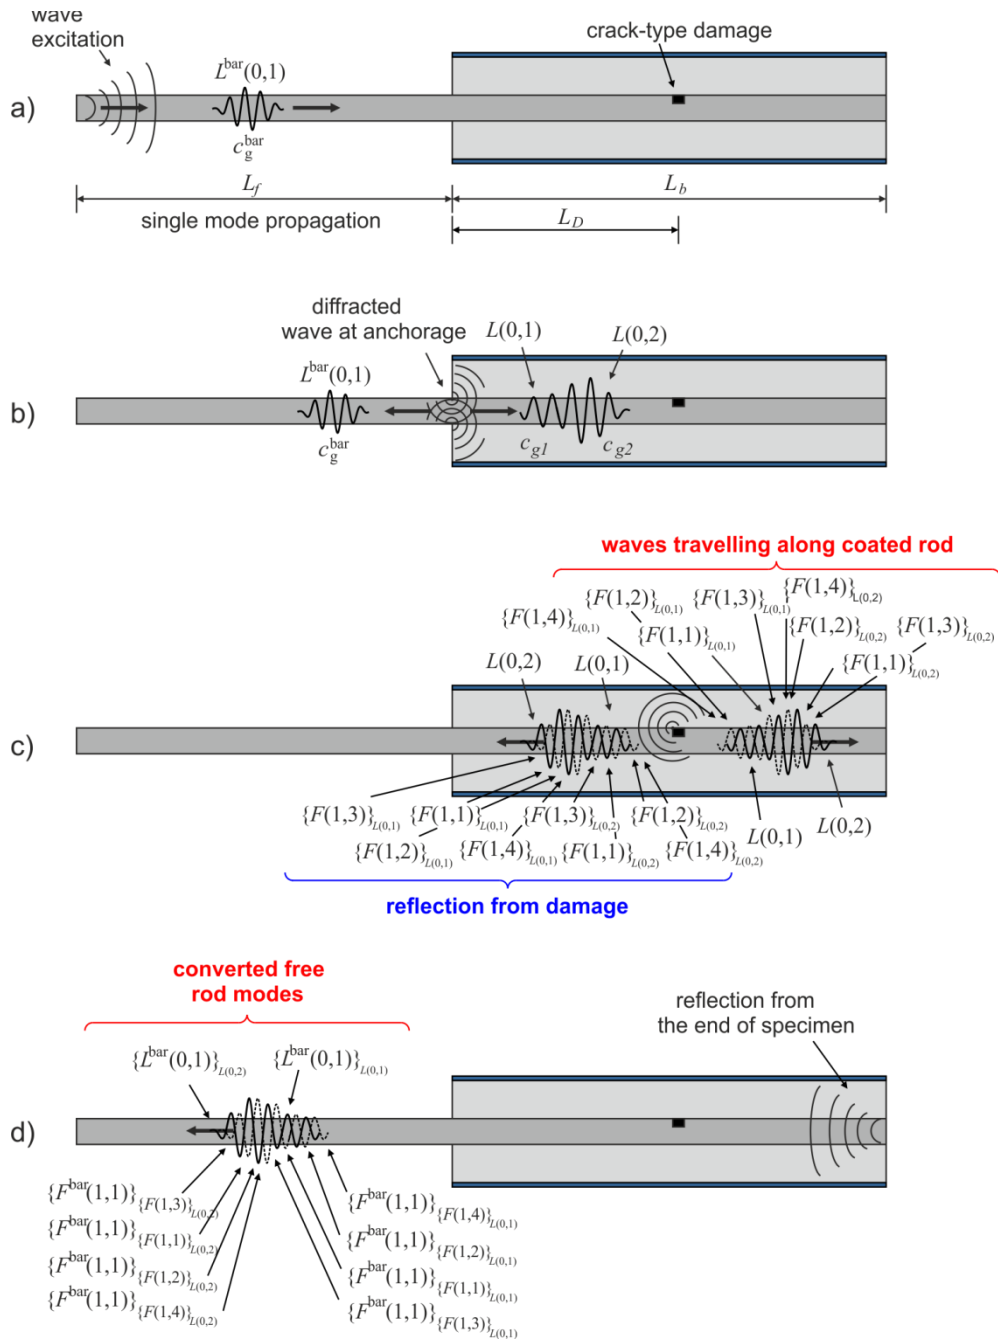 wave
excitation
crack-type damage
L^bar(0,1)
a)
c_g^bar
L_f
L_b
single mode propagation
L_D
diffracted
wave at anchorage
L(0,1)
L(0,2)
L^bar(0,1)
b)
c_g^bar
c_g1
c_g2
waves travelling along coated rod
{F(1,4)}_L(0,2)
{F(1,2)}_L(0,1)
{F(1,3)}_L(0,1)
{F(1,4)}_L(0,1)
{F(1,1)}_L(0,1)
{F(1,2)}_L(0,2)
{F(1,3)}_L(0,2)
L(0,2)
L(0,1)
{F(1,1)}_L(0,2)
c)
{F(1,3)}_L(0,1)
{F(1,1)}_L(0,1)
{F(1,3)}_L(0,2)
{F(1,2)}_L(0,2)
L(0,1)
L(0,2)
{F(1,2)}_L(0,1)
{F(1,4)}_L(0,1)
{F(1,1)}_L(0,2)
{F(1,4)}_L(0,2)
reflection from damage
converted free
rod modes
reflection from
the end of specimen
{L^bar(0,1)}_L(0,2)
{L^bar(0,1)}_L(0,1)
d)
{F^bar(1,1)}_{F(1,3)}_L(0,2)
{F^bar(1,1)}_{F(1,1)}_L(0,2)
{F^bar(1,1)}_{F(1,2)}_L(0,2)
{F^bar(1,1)}_{F(1,4)}_L(0,2)
{F^bar(1,1)}_{F(1,4)}_L(0,1)
{F^bar(1,1)}_{F(1,2)}_L(0,1)
{F^bar(1,1)}_{F(1,1)}_L(0,1)
{F^bar(1,1)}_{F(1,3)}_L(0,1)